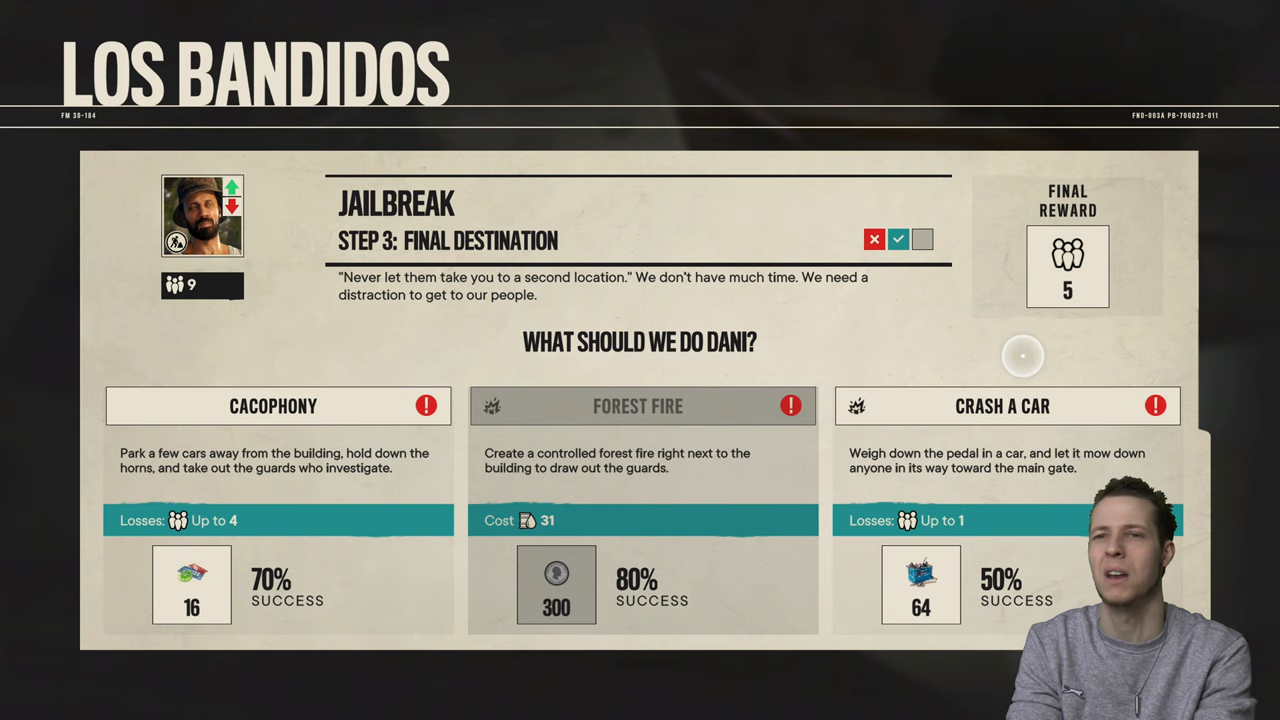 LOS BANDIDOS
FM 30-184
FND-003A PB-70G023-011
JAILBREAK
STEP 3: FINAL DESTINATION
FINAL
REWARD
5
9
"Never let them take you to a second location." We don't have much time. We need a
distraction to get to our people.
WHAT SHOULD WE DO DANI?
CACOPHONY
Park a few cars away from the building, hold down the
horns, and take out the guards who investigate.
Losses: Up to 4
16
70%
SUCCESS
FOREST FIRE
Create a controlled forest fire right next to the
building to draw out the guards.
Cost 31
300
80%
SUCCESS
CRASH A CAR
Weigh down the pedal in a car, and let it mow down
anyone in its way toward the main gate.
Losses: Up to 1
64
50%
SUCCESS